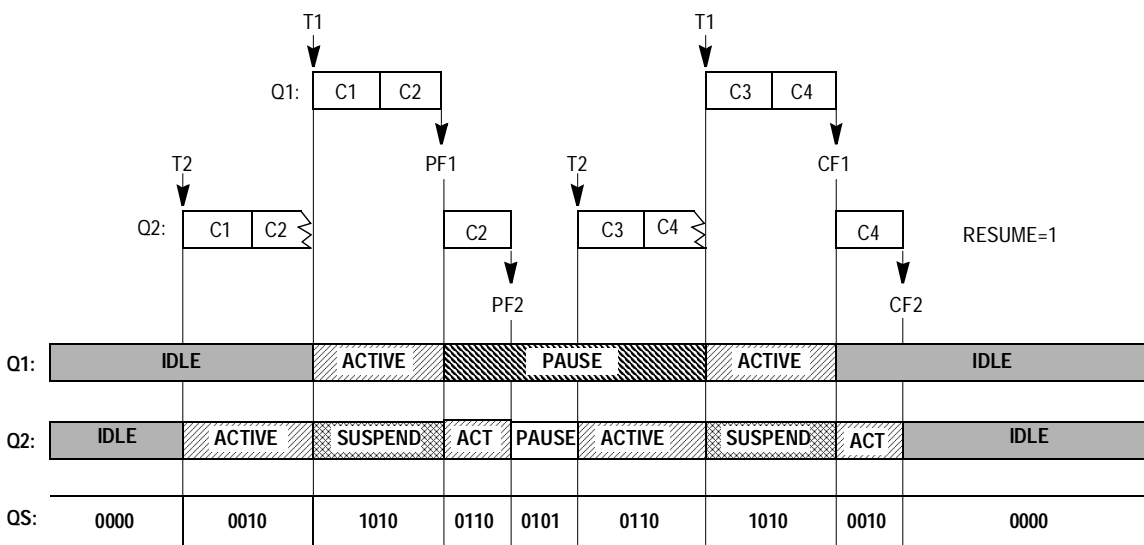 T1 T1
Q1: C1 C2 C3 C4
T2 PF1 T2 CF1
Q2: C1 C2 C2 C3 C4 C4 RESUME=1
PF2 CF2
Q1: IDLE ACTIVE PAUSE ACTIVE IDLE
Q2: IDLE ACTIVE SUSPEND ACT PAUSE ACTIVE SUSPEND ACT IDLE
QS: 0000 0010 1010 0110 0101 0110 1010 0010 0000